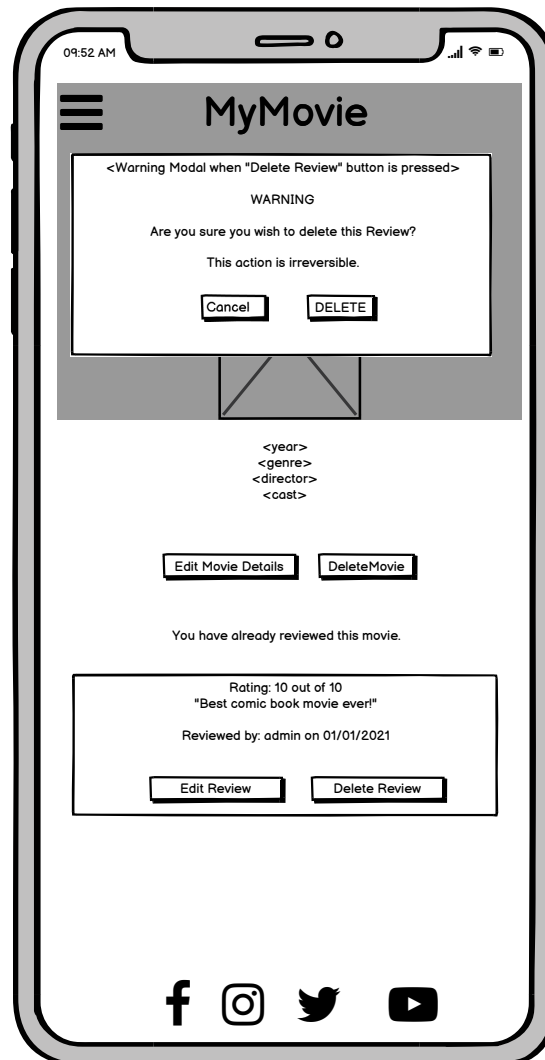 09:52 AM
MyMovie
<Warning Modal when "Delete Review" button is pressed>
WARNING
Are you sure you wish to delete this Review?
This action is irreversible.
Cancel DELETE
<year>
<genre>
<director>
<cast>
Edit Movie Details DeleteMovie
You have already reviewed this movie.
Rating: 10 out of 10
"Best comic book movie ever!"
Reviewed by: admin on 01/01/2021
Edit Review Delete Review